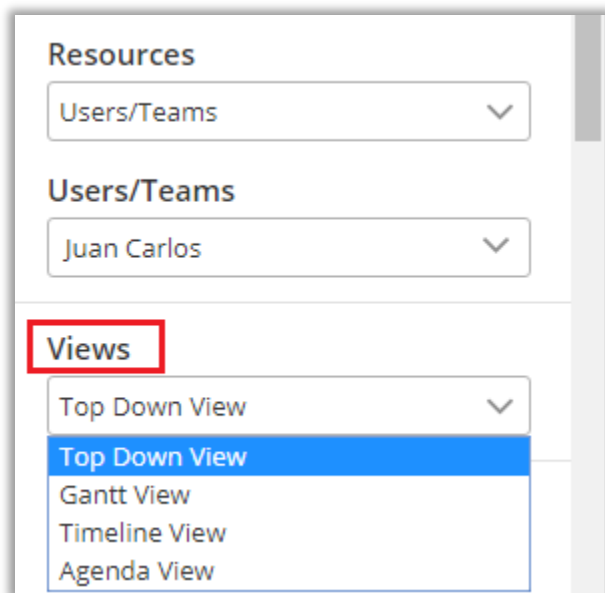 Resources
Users/Teams
Users/Teams
Juan Carlos
Views
Top Down View
Top Down View
Gantt View
Timeline View
Agenda View